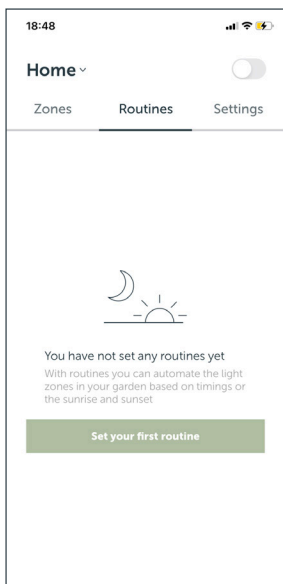 18:48
Home
Zones Routines Settings
You have not set any routines yet
With routines you can automate the light
zones in your garden based on timings or
the sunrise and sunset
Set your first routine